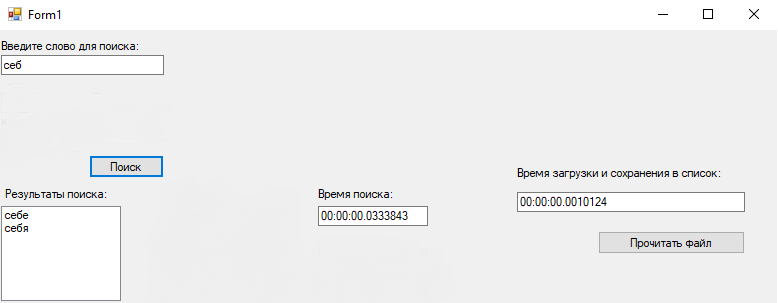 Form1
Введите слово для поиска:
себ
Поиск
Время загрузки и сохранения в список:
Результаты поиска:
Время поиска:
00:00:00.0010124
себе
00:00:00.0333843
себя
Прочитать файл